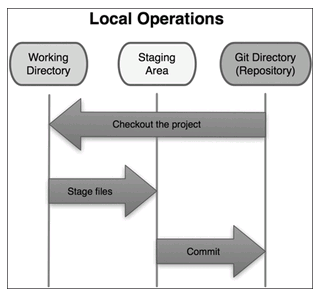 Local Operations
Working
Directory
Staging
Area
Git Directory
(Repository)
Checkout the project
Stage files
Commit